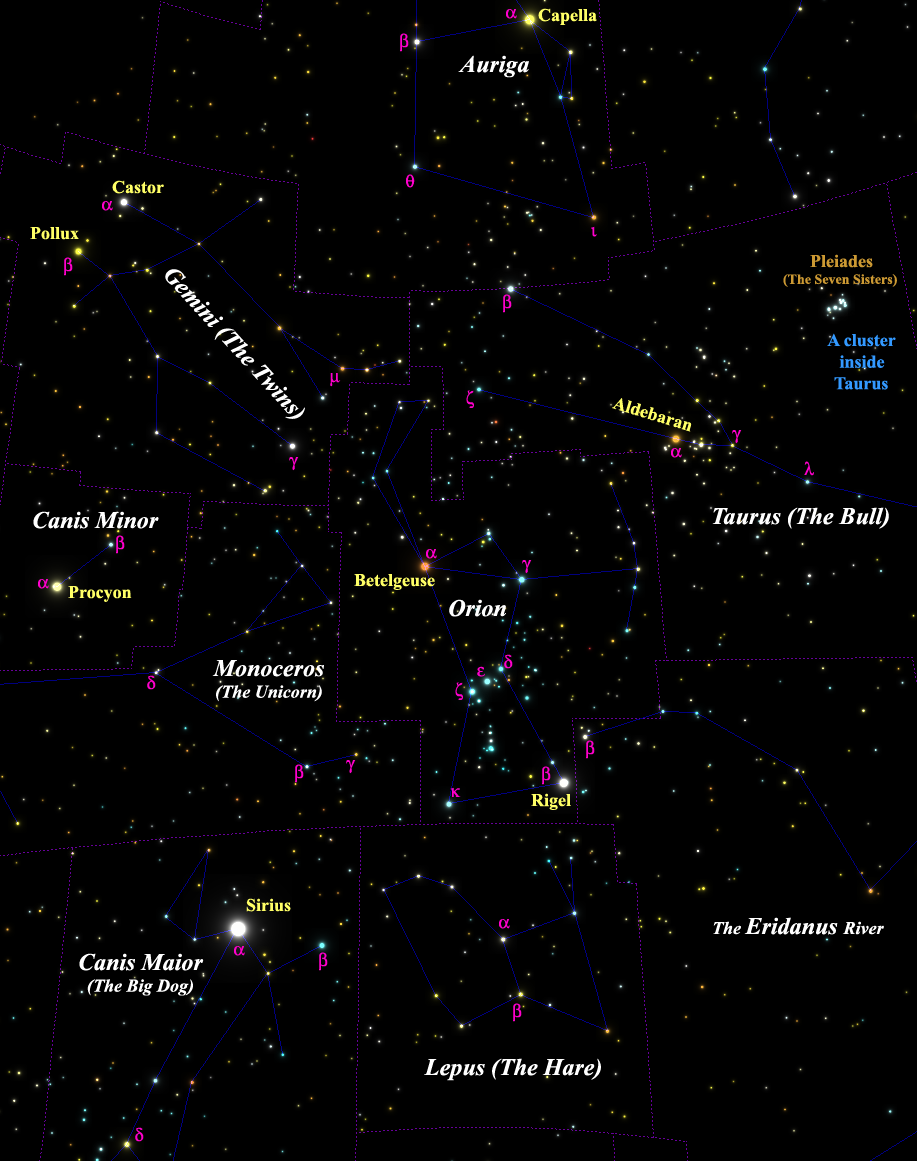 α Capella
β
Auriga
θ
ι
Castor
α
Pollux
β
Gemini (The Twins)
μ
γ
Pleiades
(The Seven Sisters)
A cluster
inside
Taurus
β
ζ
Aldebaran
α
γ
λ
Taurus (The Bull)
Canis Minor
β
α
Procyon
α
Betelgeuse
γ
Orion
δ
ε
ζ
κ
β
Rigel
Monoceros
(The Unicorn)
δ
β
γ
β
The Eridanus River
Sirius
α
β
Canis Maior
(The Big Dog)
δ
α
β
Lepus (The Hare)